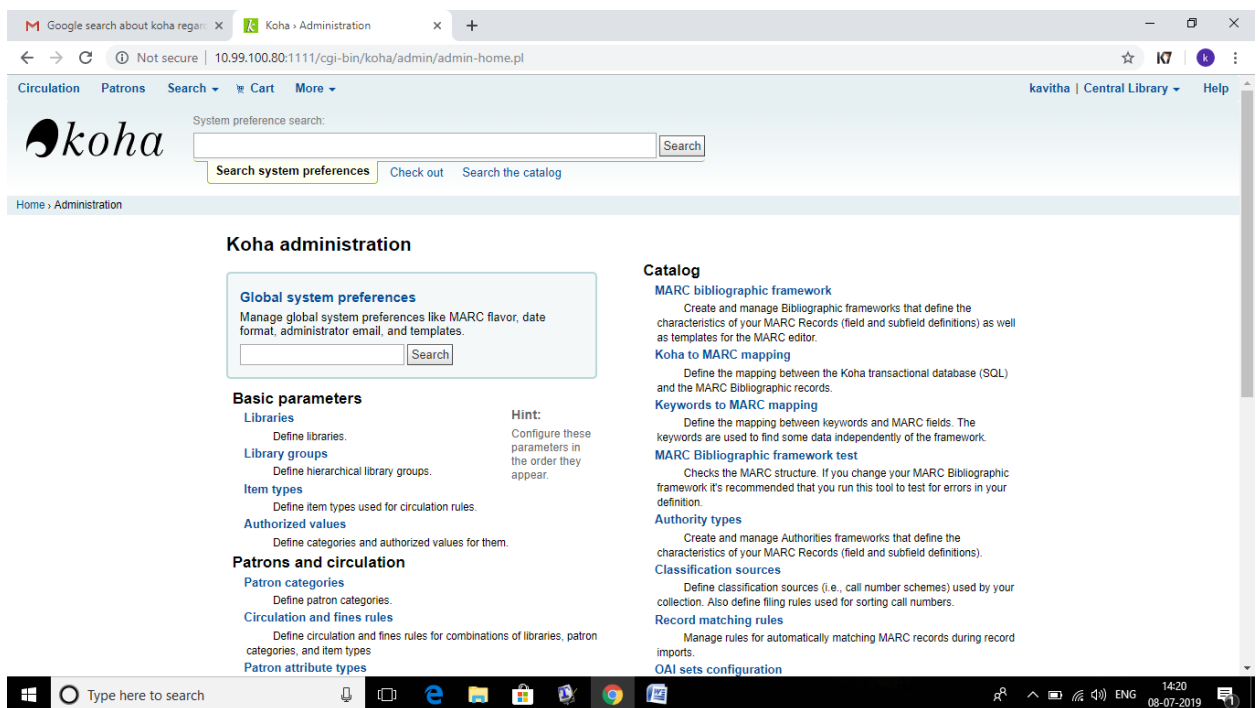 Google search about koha regarc
Koha › Administration
Not secure | 10.99.100.80:1111/cgi-bin/koha/admin/admin-home.pl
K7
k
Circulation Patrons Search Cart More
kavitha | Central Library Help
koha
System preference search:
Search
Search system preferences Check out Search the catalog
Home › Administration
Koha administration
Global system preferences
Manage global system preferences like MARC flavor, date
format, administrator email, and templates.
Search
Basic parameters
Libraries
Define libraries.
Library groups
Define hierarchical library groups.
Item types
Define item types used for circulation rules.
Authorized values
Define categories and authorized values for them.
Hint:
Configure these
parameters in
the order they
appear.
Patrons and circulation
Patron categories
Define patron categories.
Circulation and fines rules
Define circulation and fines rules for combinations of libraries, patron
categories, and item types
Patron attribute types
Catalog
MARC bibliographic framework
Create and manage Bibliographic frameworks that define the
characteristics of your MARC Records (field and subfield definitions) as well
as templates for the MARC editor.
Koha to MARC mapping
Define the mapping between the Koha transactional database (SQL)
and the MARC Bibliographic records.
Keywords to MARC mapping
Define the mapping between keywords and MARC fields. The
keywords are used to find some data independently of the framework.
MARC Bibliographic framework test
Checks the MARC structure. If you change your MARC Bibliographic
framework it's recommended that you run this tool to test for errors in your
definition.
Authority types
Create and manage Authorities frameworks that define the
characteristics of your MARC Records (field and subfield definitions).
Classification sources
Define classification sources (i.e., call number schemes) used by your
collection. Also define filing rules used for sorting call numbers.
Record matching rules
Manage rules for automatically matching MARC records during record
imports.
OAI sets configuration
Type here to search
ENG
14:20
08-07-2019